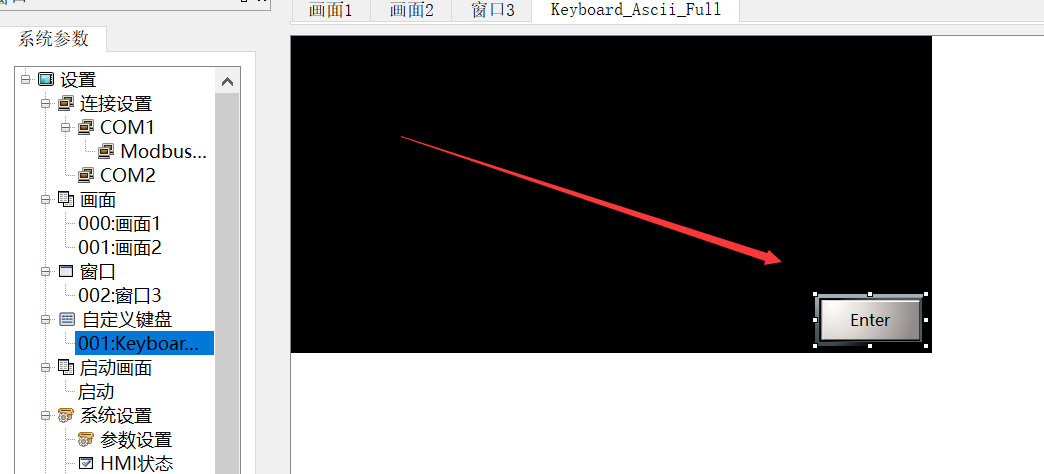 画面1 画面2 窗口3 Keyboard_Ascii_Full
系统参数
设置
连接设置
COM1
Modbus...
COM2
画面
000:画面1
001:画面2
窗口
002:窗口3
自定义键盘
001:Keyboar...
启动画面
启动
系统设置
参数设置
HMI状态
Enter